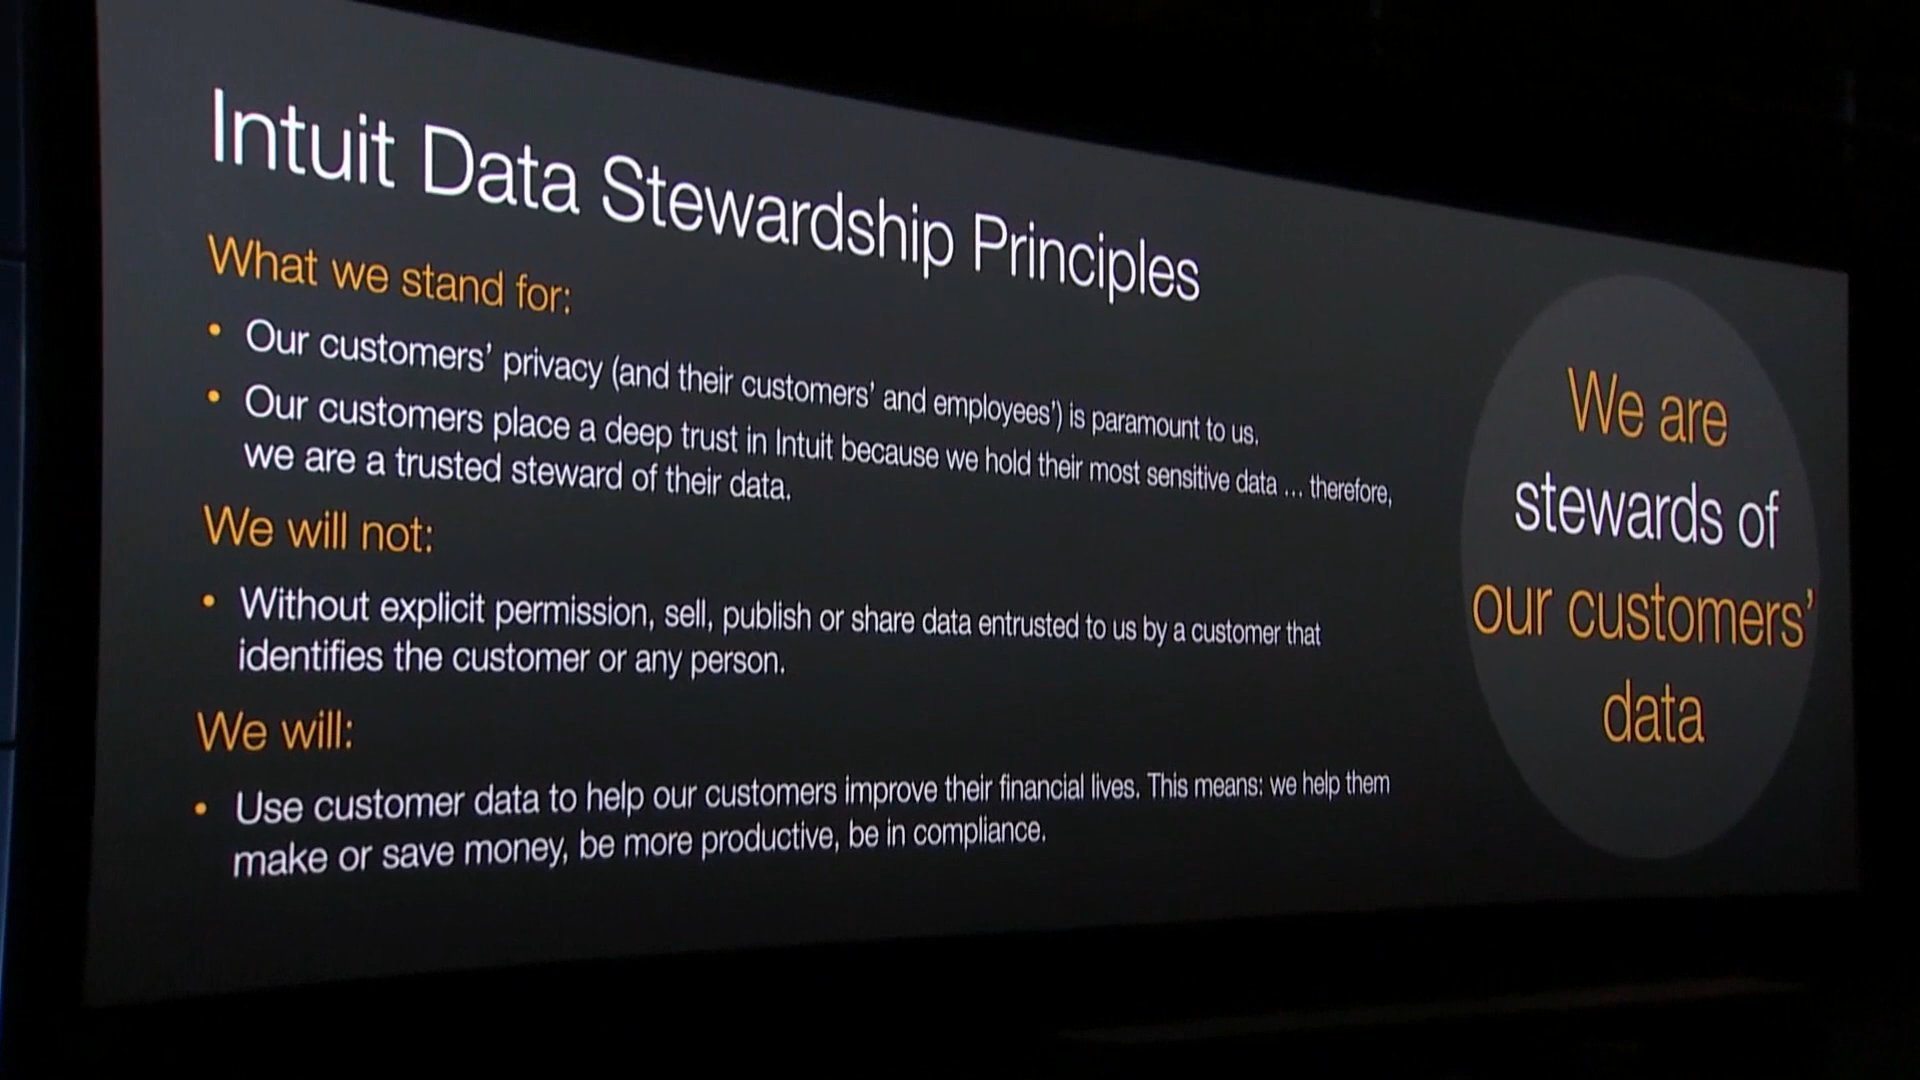 Intuit Data Stewardship Principles
What we stand for:
• Our customers’ privacy (and their customers’ and employees’) is paramount to us.
• Our customers place a deep trust in Intuit because we hold their most sensitive data ... therefore,
we are a trusted steward of their data.
We will not:
• Without explicit permission, sell, publish or share data entrusted to us by a customer that
identifies the customer or any person.
We will:
• Use customer data to help our customers improve their financial lives. This means: we help them
make or save money, be more productive, be in compliance.
We are
stewards of
our customers’
data